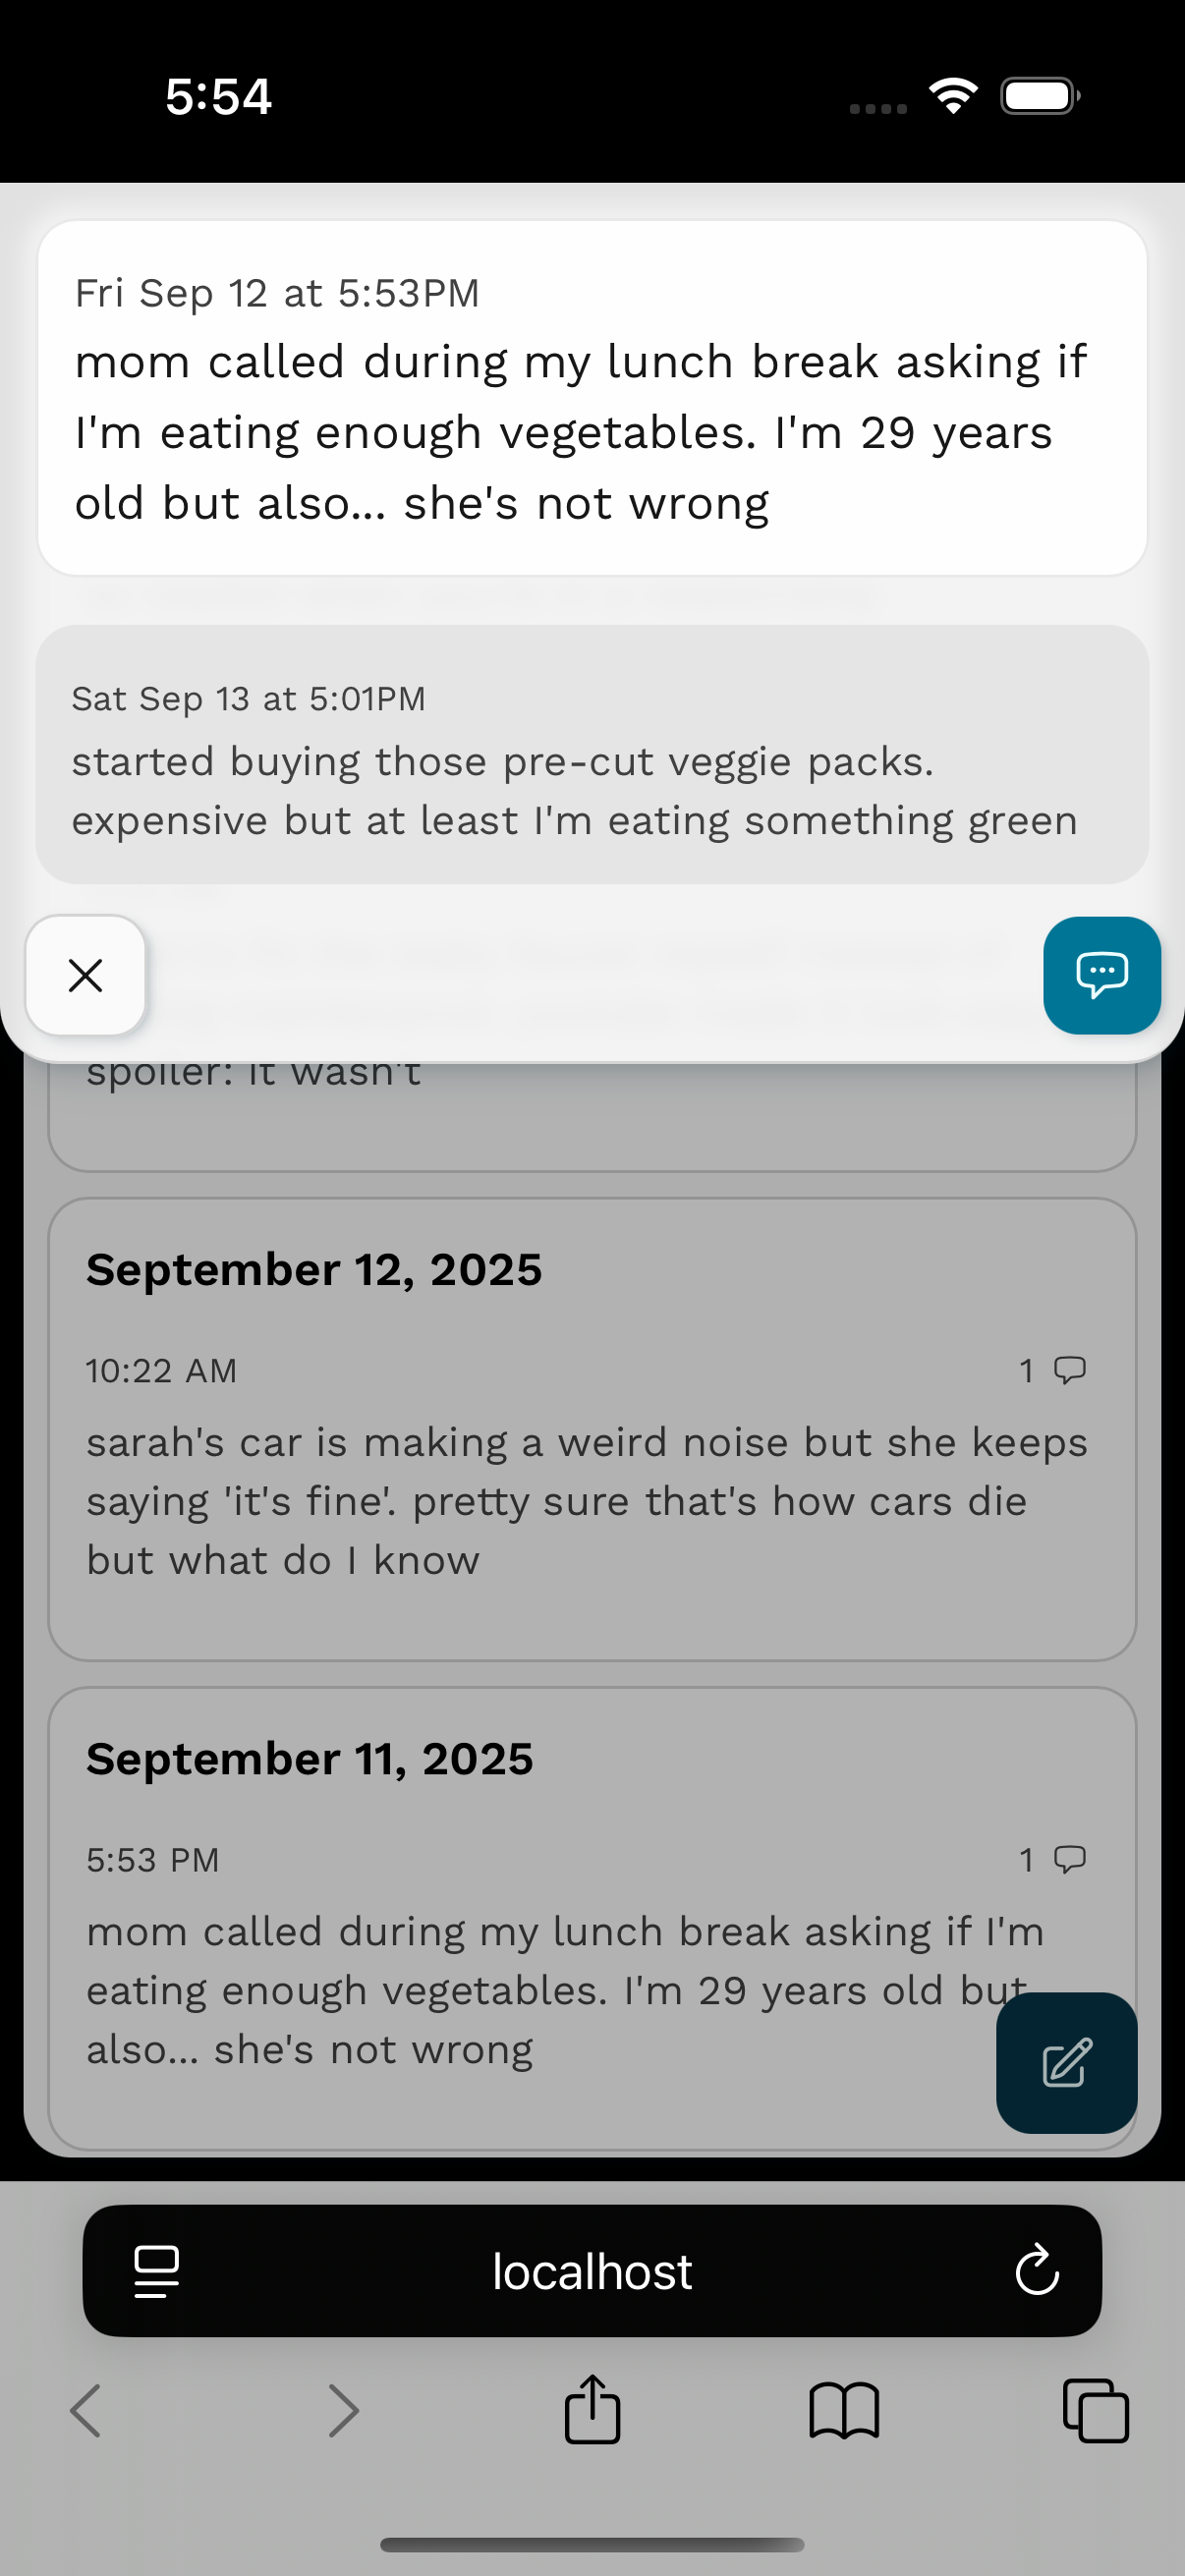 5:54
Fri Sep 12 at 5:53PM
mom called during my lunch break asking if
I'm eating enough vegetables. I'm 29 years
old but also... she's not wrong
Sat Sep 13 at 5:01PM
started buying those pre-cut veggie packs.
expensive but at least I'm eating something green
spoiler: it wasn't
September 12, 2025
10:22 AM
1
sarah's car is making a weird noise but she keeps
saying 'it's fine'. pretty sure that's how cars die
but what do I know
September 11, 2025
5:53 PM
1
mom called during my lunch break asking if I'm
eating enough vegetables. I'm 29 years old but
also... she's not wrong
localhost